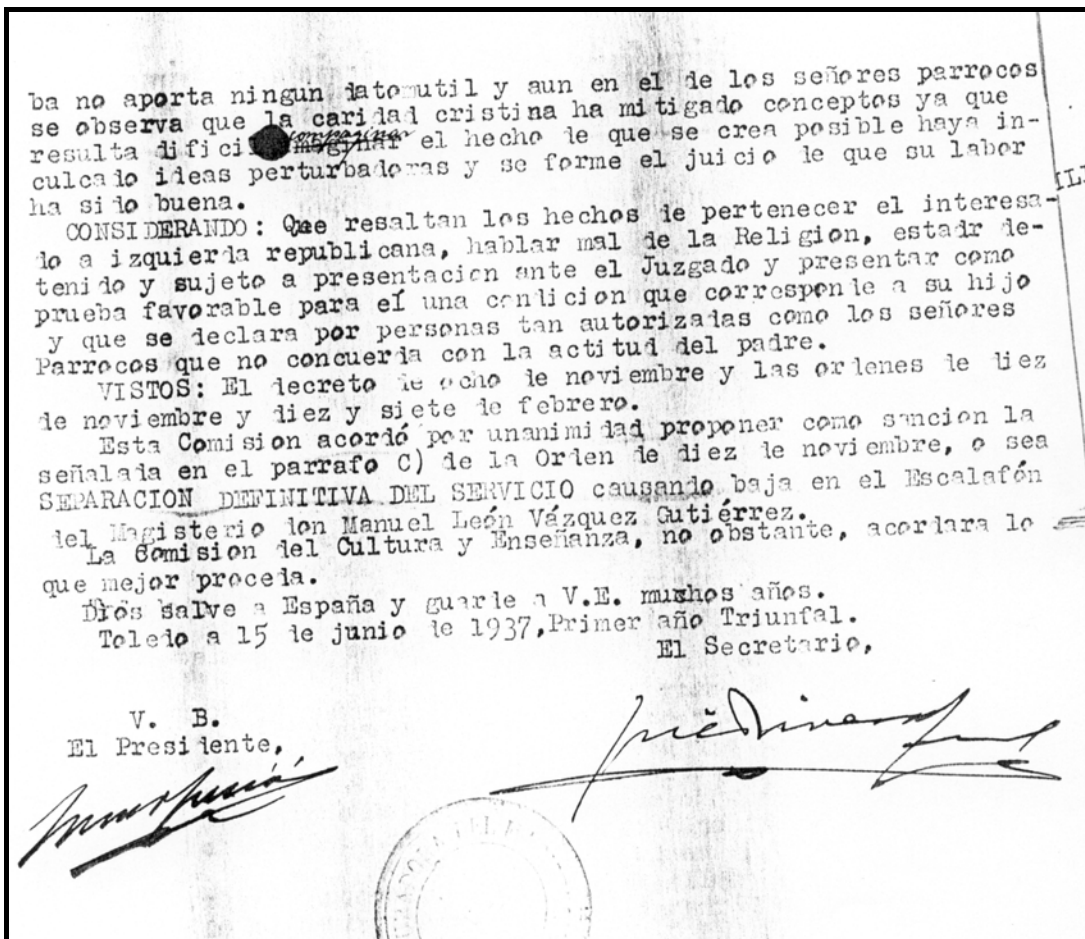 ba no aporta ningun dato util y aun en el de los señores parrocos
se observa que la caridad cristina ha mitigado conceptos ya que
resulta dificil compaginar el hecho de que se crea posible haya in-
culcado ideas perturbadoras y se forme el juicio de que su labor
ha sido buena.
CONSIDERANDO: Que resaltan los hechos de pertenecer el interesa-
do a izquierda republicana, hablar mal de la Religion, estadr de-
tenido y sujeto a presentacion ante el Juzgado y presentar como
prueba favorable para el una condicion que corresponde a su hijo
y que se declara por personas tan autorizadas como los señores
Parrocos que no concuerda con la actitud del padre.
VISTOS: El decreto de ocho de noviembre y las ordenes de diez
de noviembre y diez y siete de febrero.
Esta Comision acordó por unanimidad proponer como sancion la
señalada en el parrafo C) de la Orden de diez de noviembre, o sea
SEPARACION DEFINITIVA DEL SERVICIO causando baja en el Escalafón
del Magisterio don Manuel León Vázquez Gutiérrez.
La Comision del Cultura y Enseñanza, no obstante, acordara lo
que mejor proceda.
Dios salve a España y guarde a V.E. muchos años.
Toledo a 15 de junio de 1937, Primer año Triunfal.
El Secretario,
V. B.
El Presidente,